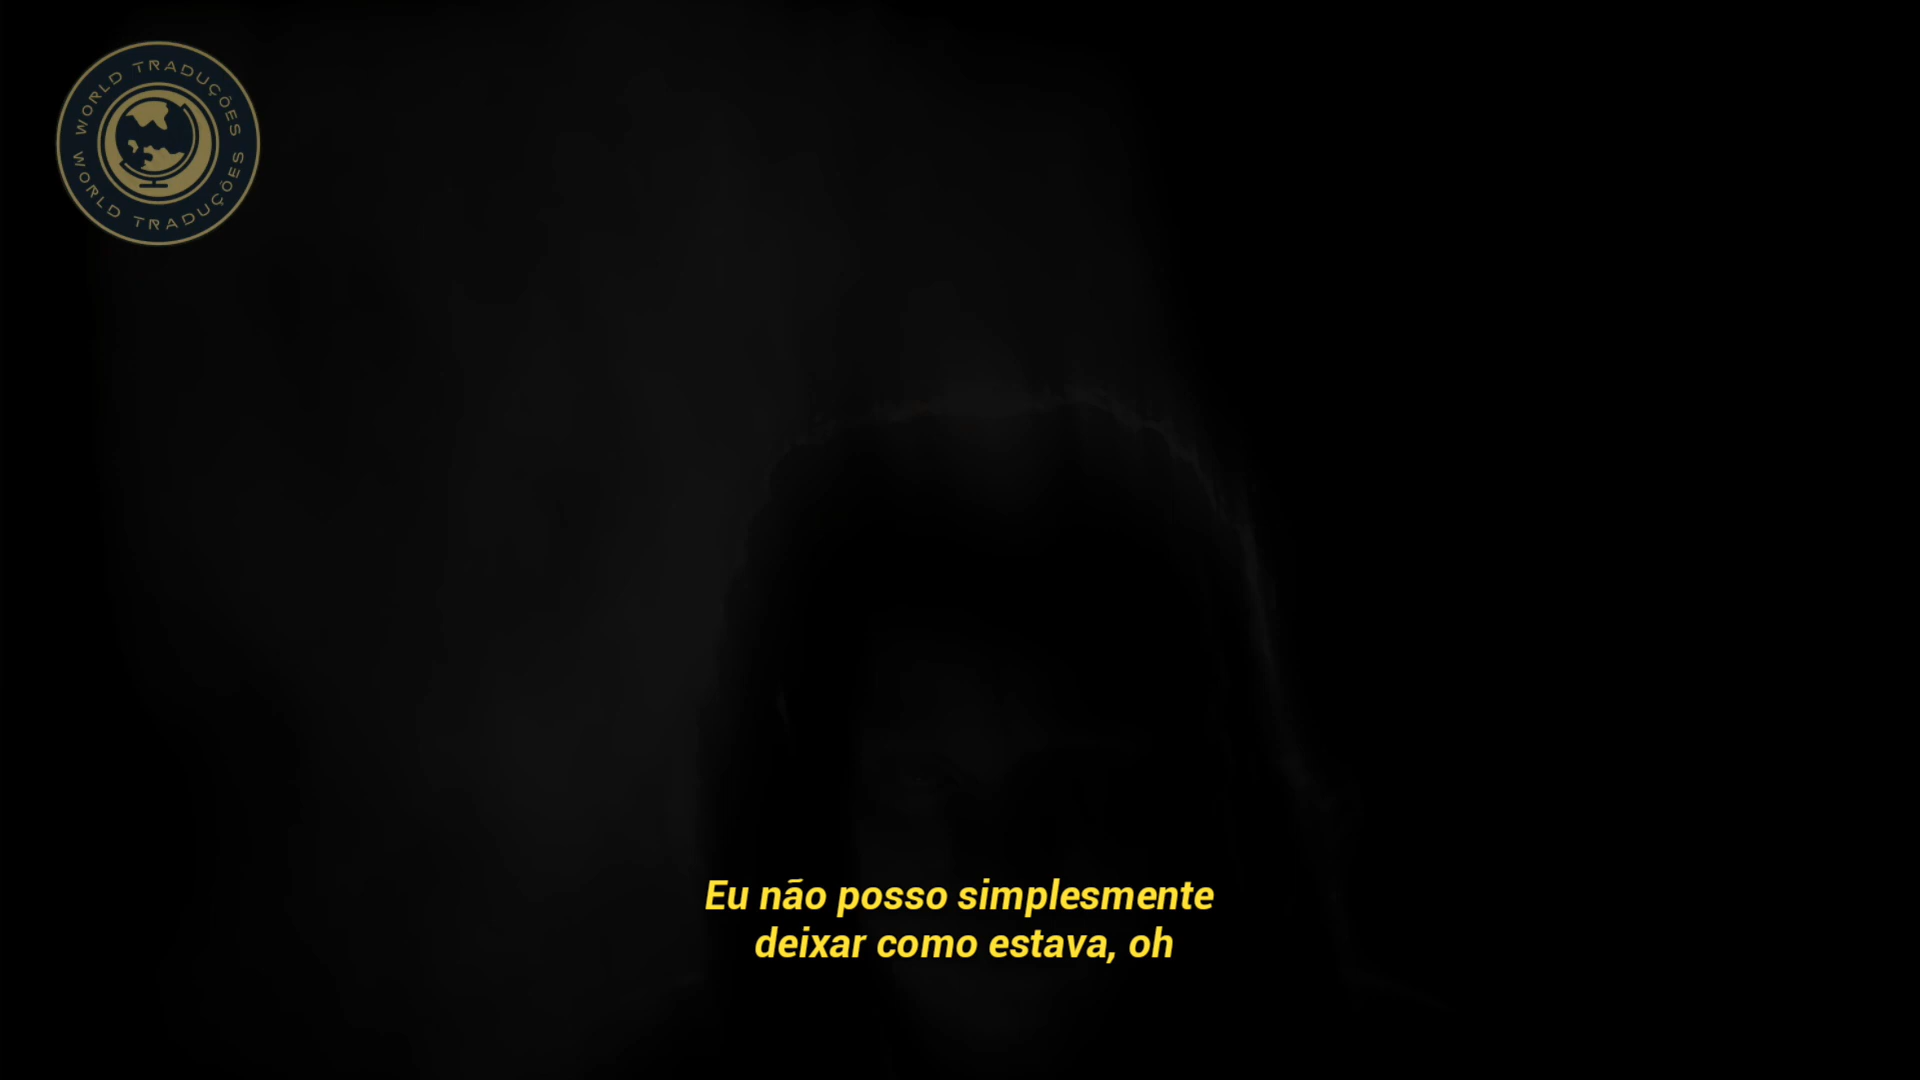 WORLD TRADUÇÕES
WORLD TRADUÇÕES
Eu não posso simplesmente
deixar como estava, oh